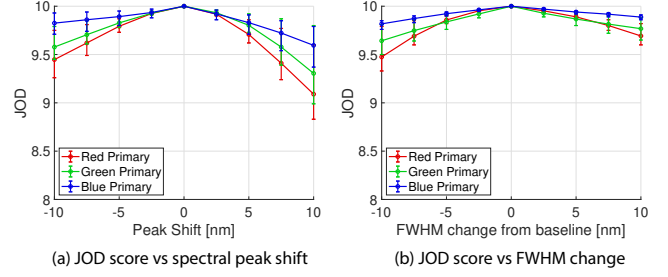 10
9.5
9
8.5
8
JOD
Red Primary
Green Primary
Blue Primary
-10 -5 0 5 10
Peak Shift [nm]
(a) JOD score vs spectral peak shift
10
9.5
9
8.5
8
JOD
Red Primary
Green Primary
Blue Primary
-10 -5 0 5 10
FWHM change from baseline [nm]
(b) JOD score vs FWHM change